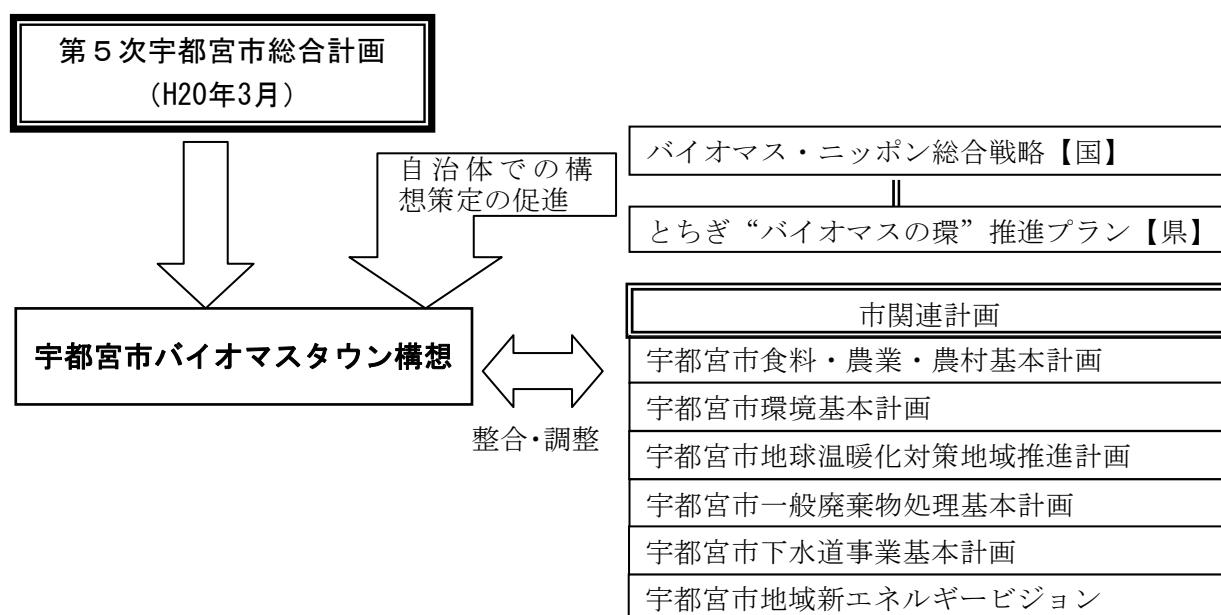 第５次宇都宮市総合計画
（H20年3月）
自治体での構
想策定の促進
バイオマス・ニッポン総合戦略【国】
とちぎ“バイオマスの環”推進プラン【県】
宇都宮市バイオマスタウン構想
整合・調整
市関連計画
宇都宮市食料・農業・農村基本計画
宇都宮市環境基本計画
宇都宮市地球温暖化対策地域推進計画
宇都宮市一般廃棄物処理基本計画
宇都宮市下水道事業基本計画
宇都宮市地域新エネルギービジョン